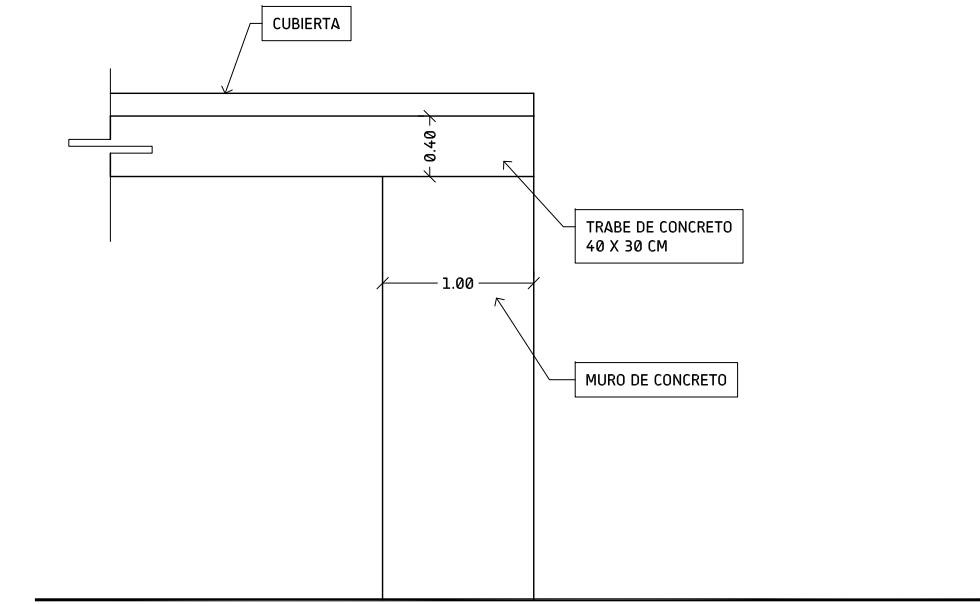 CUBIERTA
0.40
TRABE DE CONCRETO
40 X 30 CM
1.00
MURO DE CONCRETO